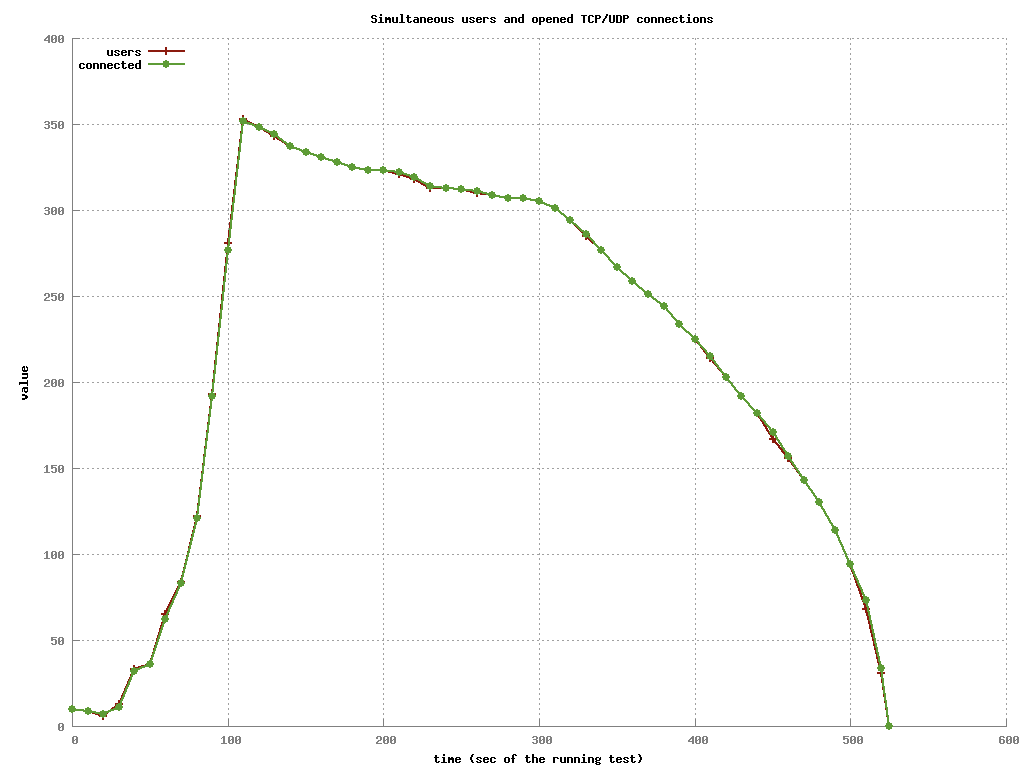 Simultaneous users and opened TCP/UDP connections
users
connected
400
350
300
250
200
150
100
50
0
value
0 100 200 300 400 500 600
time (sec of the running test)